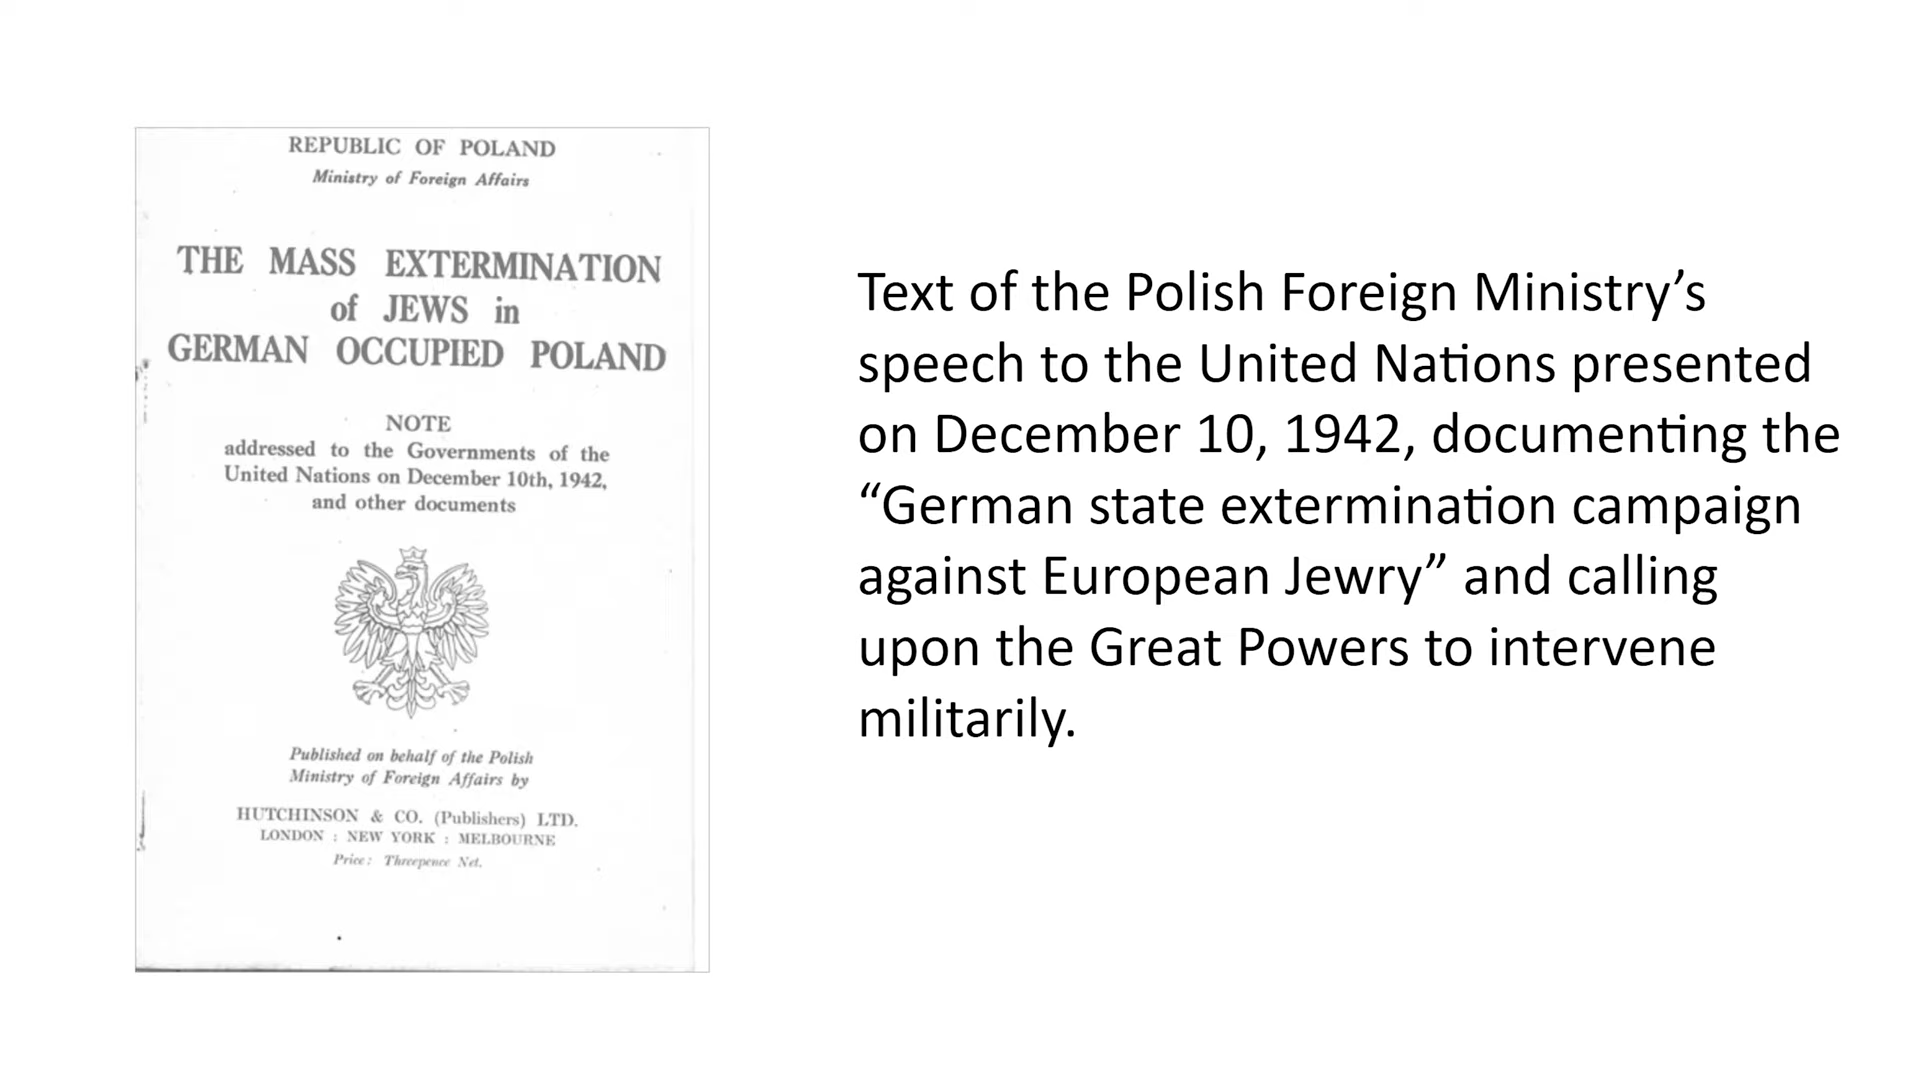 REPUBLIC OF POLAND
Ministry of Foreign Affairs
THE MASS EXTERMINATION
of JEWS in
GERMAN OCCUPIED POLAND
NOTE
addressed to the Governments of the
United Nations on December 10th, 1942,
and other documents
Published on behalf of the Polish
Ministry of Foreign Affairs by
HUTCHINSON & CO. (Publishers) LTD.
LONDON : NEW YORK : MELBOURNE
Price: Threepence Net.
Text of the Polish Foreign Ministry’s
speech to the United Nations presented
on December 10, 1942, documenting the
“German state extermination campaign
against European Jewry” and calling
upon the Great Powers to intervene
militarily.